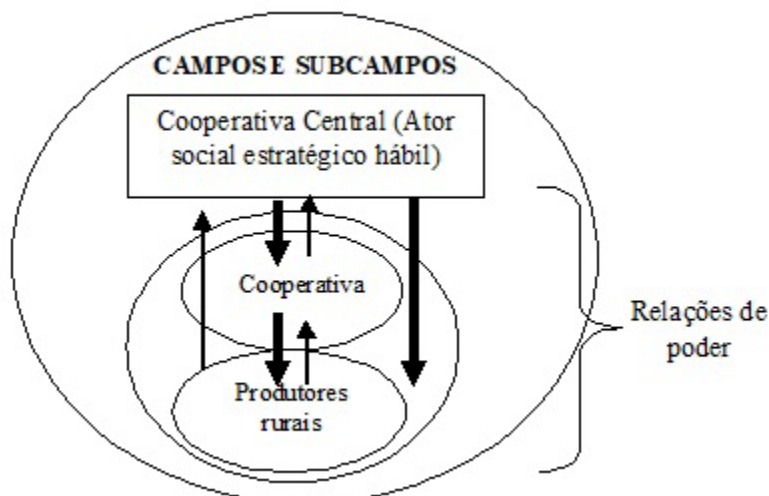 CAMPOS E SUBCAMPOS
Cooperativa Central (Ator
social estratégico hábil)
Cooperativa
Produtores
rurais
Relações de
poder